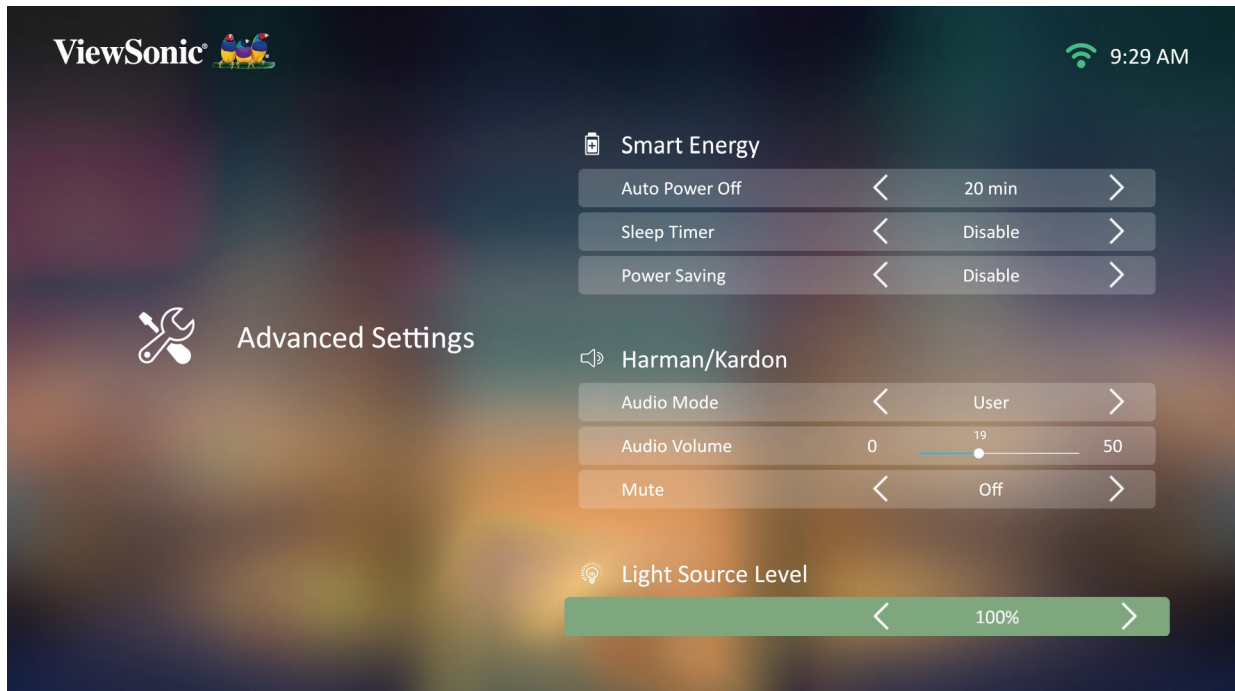 ViewSonic®
9:29 AM
Smart Energy
Auto Power Off 20 min
Sleep Timer Disable
Power Saving Disable
Advanced Settings
Harman/Kardon
Audio Mode User
Audio Volume 0 19 50
Mute Off
Light Source Level
100%